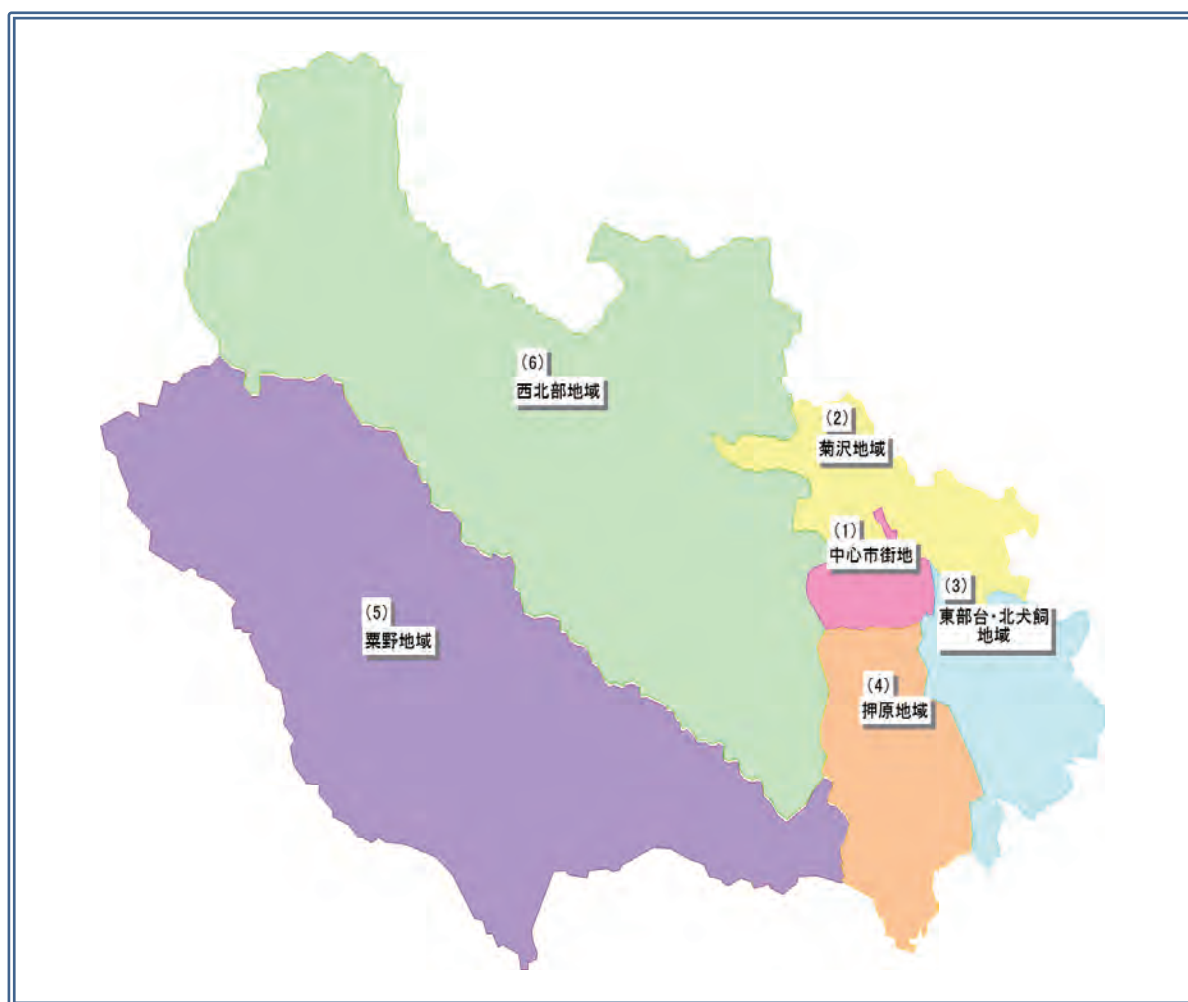 (6)
西北部地域
(2)
菊沢地域
(1)
中心市街地
(3)
東部台・北犬飼
地域
(5)
粟野地域
(4)
押原地域